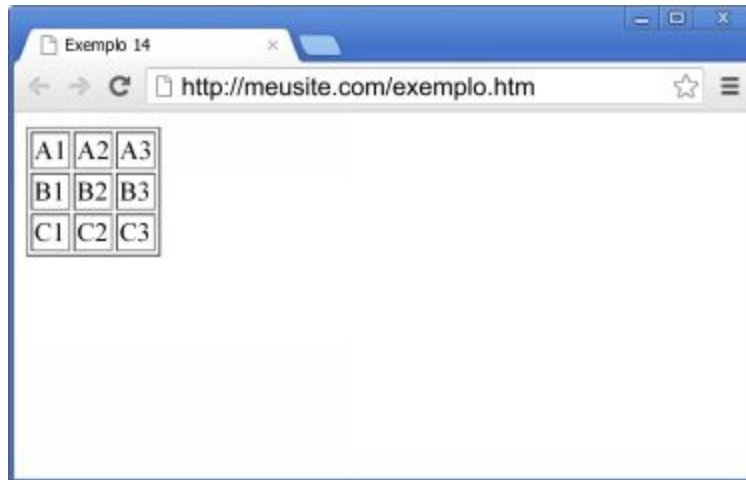 Exemplo 14
http://meusite.com/exemplo.htm
A1 A2 A3
B1 B2 B3
C1 C2 C3